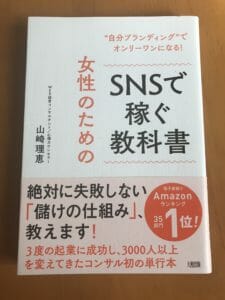 “自分ブランディング”で
オンリーワンになる!
SNSで
稼ぐ
教科書
女性のための
山崎理恵
絶対に失敗しない
「儲けの仕組み」、
教えます!
Amazon
ランキング
1位!
3度の起業に成功し、3000人以上
を変えてきたコンサル初の単行本